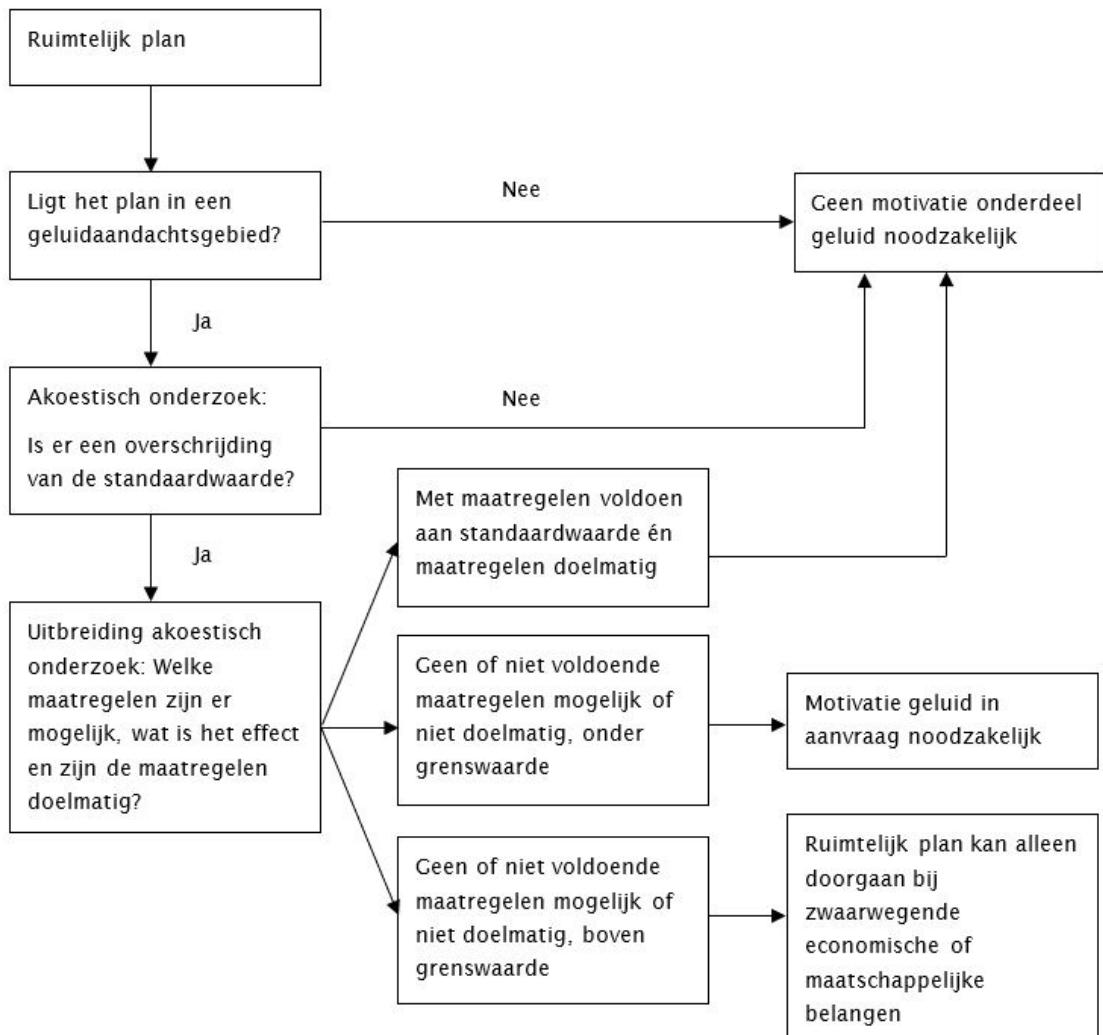 Ruimtelijk plan
Ligt het plan in een
geluidaandachtsgebied?
Nee
Geen motivatie onderdeel
geluid noodzakelijk
Ja
Akoestisch onderzoek:
Is er een overschrijding
van de standaardwaarde?
Nee
Ja
Met maatregelen voldoen
aan standaardwaarde én
maatregelen doelmatig
Uitbreiding akoestisch
onderzoek: Welke
maatregelen zijn er
mogelijk, wat is het effect
en zijn de maatregelen
doelmatig?
Geen of niet voldoende
maatregelen mogelijk of
niet doelmatig, onder
grenswaarde
Motivatie geluid in
aanvraag noodzakelijk
Geen of niet voldoende
maatregelen mogelijk of
niet doelmatig, boven
grenswaarde
Ruimtelijk plan kan alleen
doorgaan bij
zwaarwegende
economische of
maatschappelijke
belangen